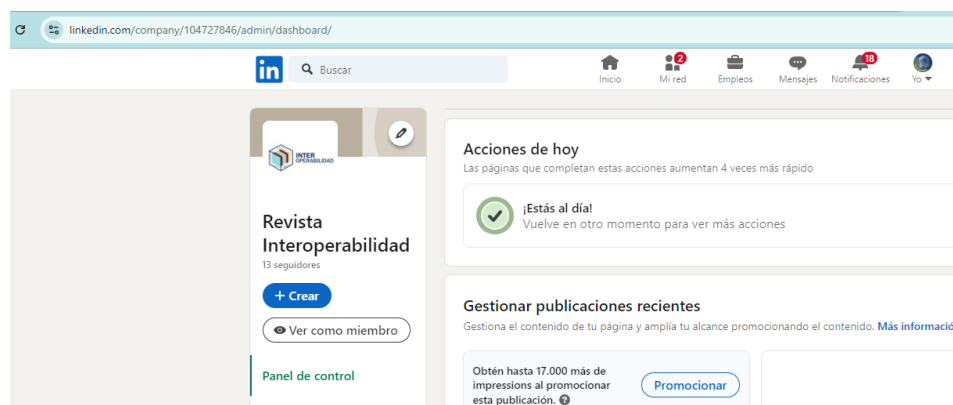 linkedin.com/company/104727846/admin/dashboard/
in
Buscar
Inicio
2
Mi red
Empleos
Mensajes
18
Notificaciones
Yo
INTER
OPERABILIDAD
Revista
Interoperabilidad
13 seguidores
+ Crear
Ver como miembro
Panel de control
Acciones de hoy
Las páginas que completan estas acciones aumentan 4 veces más rápido
¡Estás al día!
Vuelve en otro momento para ver más acciones
Gestionar publicaciones recientes
Gestiona el contenido de tu página y amplía tu alcance promocionando el contenido. Más informació
Obtén hasta 17.000 más de
impressions al promocionar
esta publicación.
Promocionar